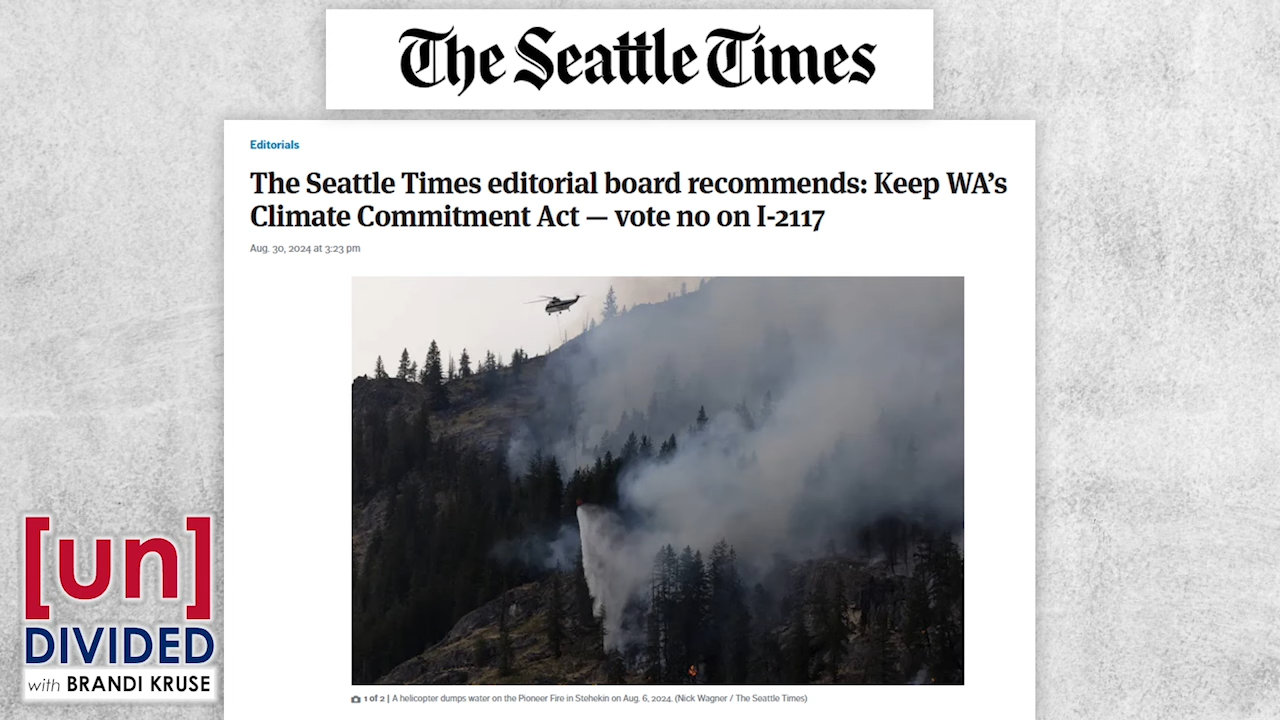 The Seattle Times
Editorials
The Seattle Times editorial board recommends: Keep WA’s
Climate Commitment Act — vote no on I-2117
Aug. 30, 2024 at 3:23 pm
1 of 2 | A helicopter dumps water on the Pioneer Fire in Stehekin on Aug. 6, 2024. (Nick Wagner / The Seattle Times)
[un]
DIVIDED
with BRANDI KRUSE